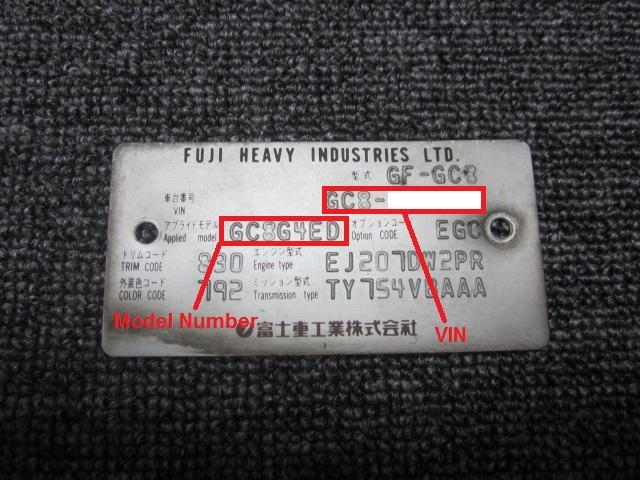 FUJI HEAVY INDUSTRIES LTD.
型式 GF-GC8
車台番号 VIN GC8-
アプライドモデル Applied model GC8G4ED オプションコード Option CODE EGC
トリムコード TRIM CODE 830 エンジン型式 Engine type EJ207DW2PR
外装色コード COLOR CODE 792 ミッション型式 Transmission type TY754VBAAA
富士重工業株式会社
Model Number
VIN